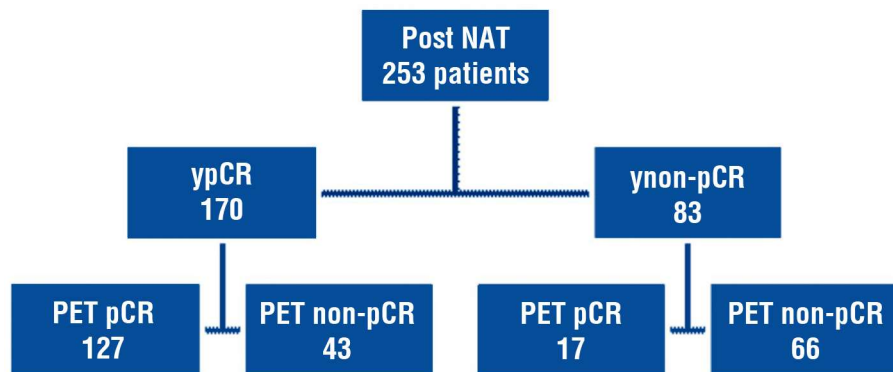 Post NAT
253 patients
ypCR
170
ynon-pCR
83
PET pCR
127
PET non-pCR
43
PET pCR
17
PET non-pCR
66